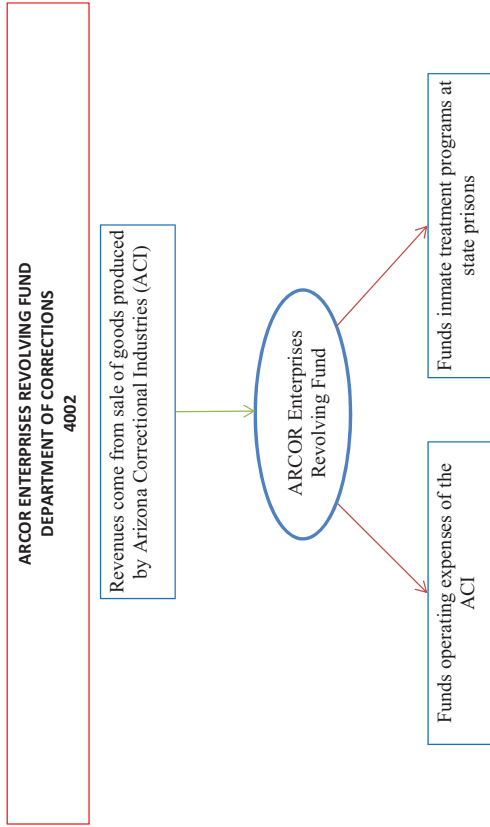 ARCOR ENTERPRISES REVOLVING FUND
DEPARTMENT OF CORRECTIONS
4002
Revenues come from sale of goods produced
by Arizona Correctional Industries (ACI)
ARCOR Enterprises
Revolving Fund
Funds operating expenses of the
ACI
Funds inmate treatment programs at
state prisons